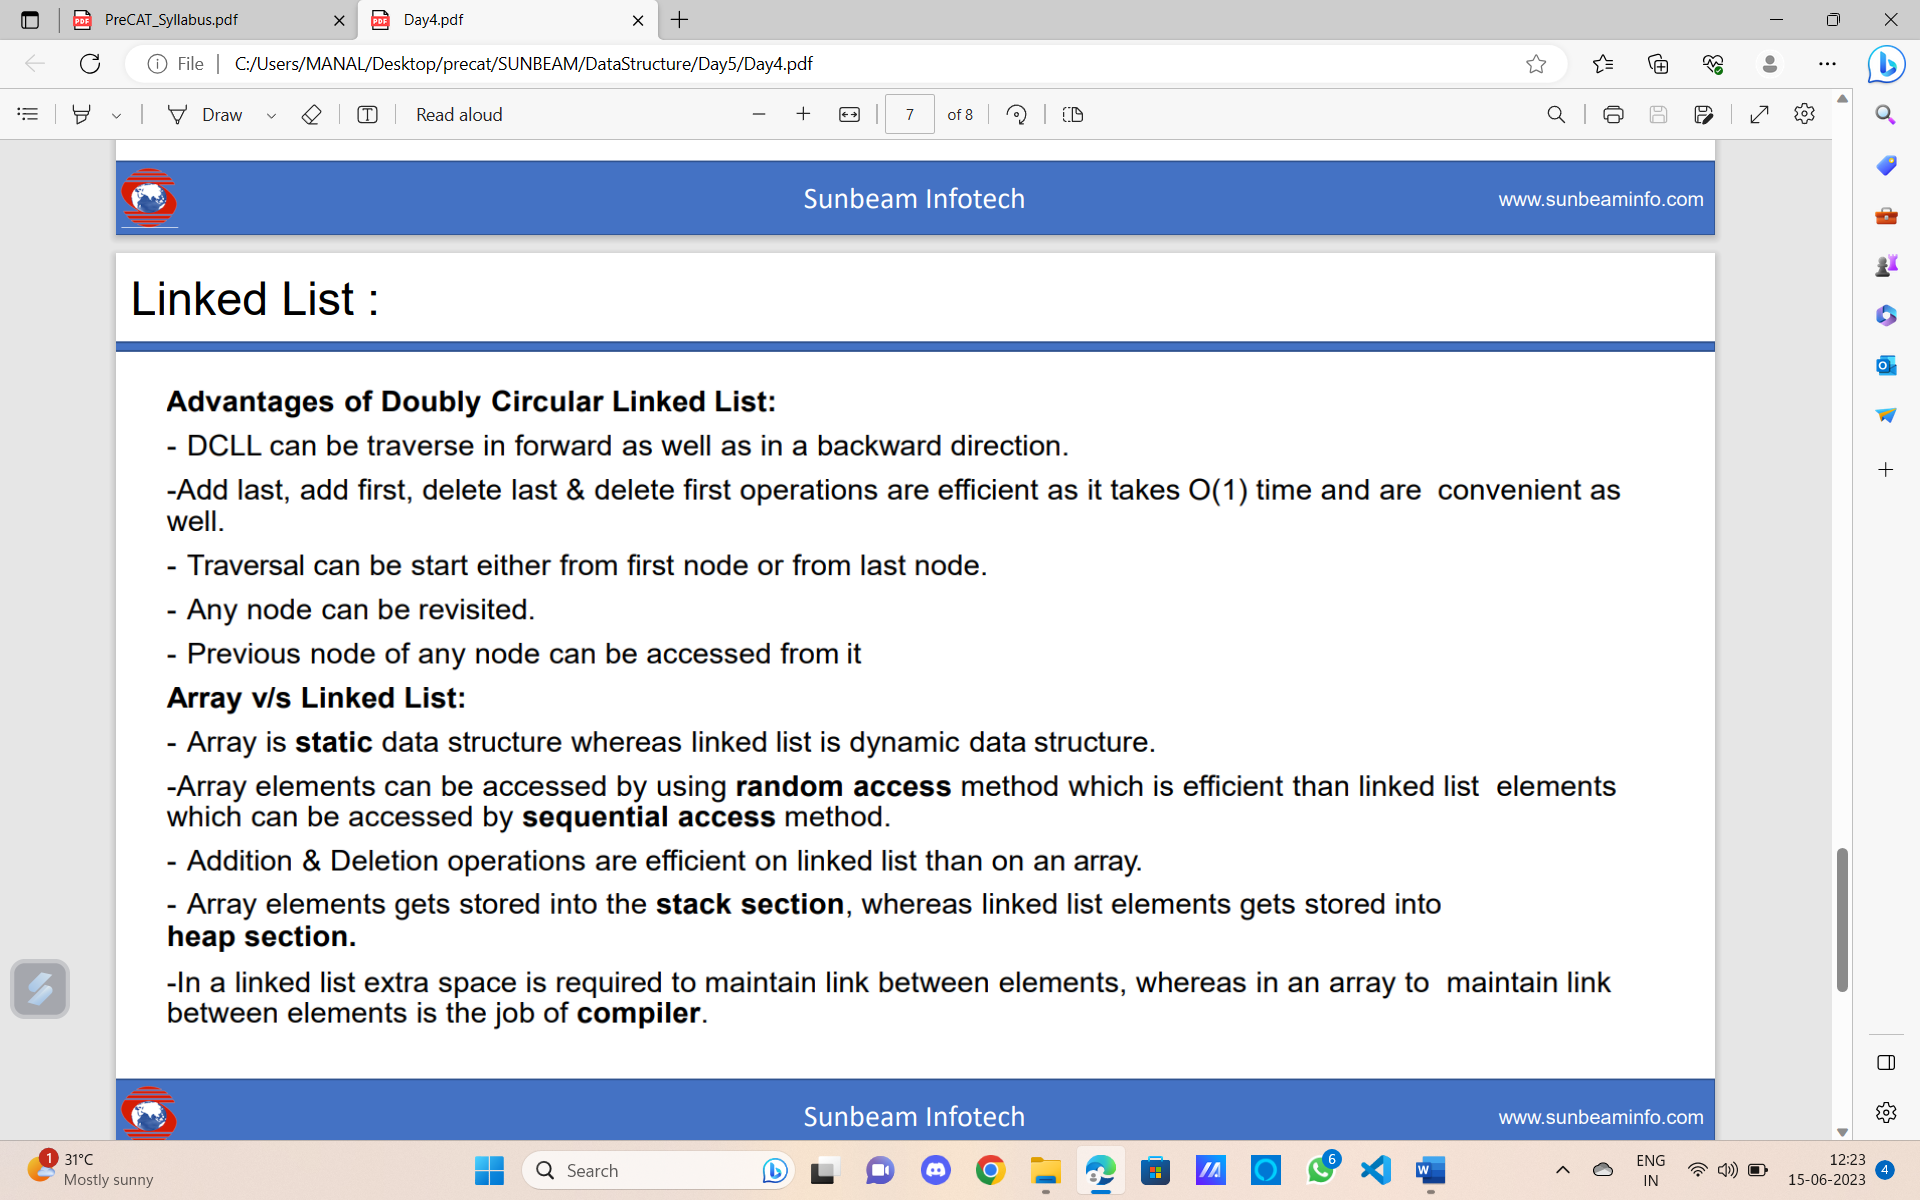 PreCAT_Syllabus.pdf
Day4.pdf
File
C:/Users/MANAL/Desktop/precat/SUNBEAM/DataStructure/Day5/Day4.pdf
Draw
Read aloud
7 of 8
Sunbeam Infotech
www.sunbeaminfo.com
Linked List :
Advantages of Doubly Circular Linked List:
- DCLL can be traverse in forward as well as in a backward direction.
-Add last, add first, delete last & delete first operations are efficient as it takes O(1) time and are convenient as
well.
- Traversal can be start either from first node or from last node.
- Any node can be revisited.
- Previous node of any node can be accessed from it
Array v/s Linked List:
- Array is static data structure whereas linked list is dynamic data structure.
-Array elements can be accessed by using random access method which is efficient than linked list elements
which can be accessed by sequential access method.
- Addition & Deletion operations are efficient on linked list than on an array.
- Array elements gets stored into the stack section, whereas linked list elements gets stored into
heap section.
-In a linked list extra space is required to maintain link between elements, whereas in an array to maintain link
between elements is the job of compiler.
Sunbeam Infotech
www.sunbeaminfo.com
1
31°C
Mostly sunny
Search
6
ENG
IN
12:23
15-06-2023
4